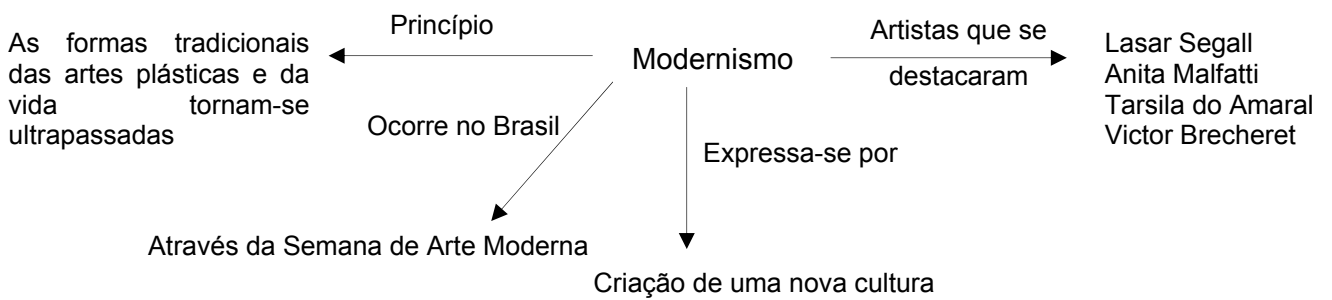 Modernismo
Princípio
As formas tradicionais
das artes plásticas e da
vida tornam-se
ultrapassadas
Ocorre no Brasil
Através da Semana de Arte Moderna
Expressa-se por
Criação de uma nova cultura
Artistas que se
destacaram
Lasar Segall
Anita Malfatti
Tarsila do Amaral
Victor Brecheret